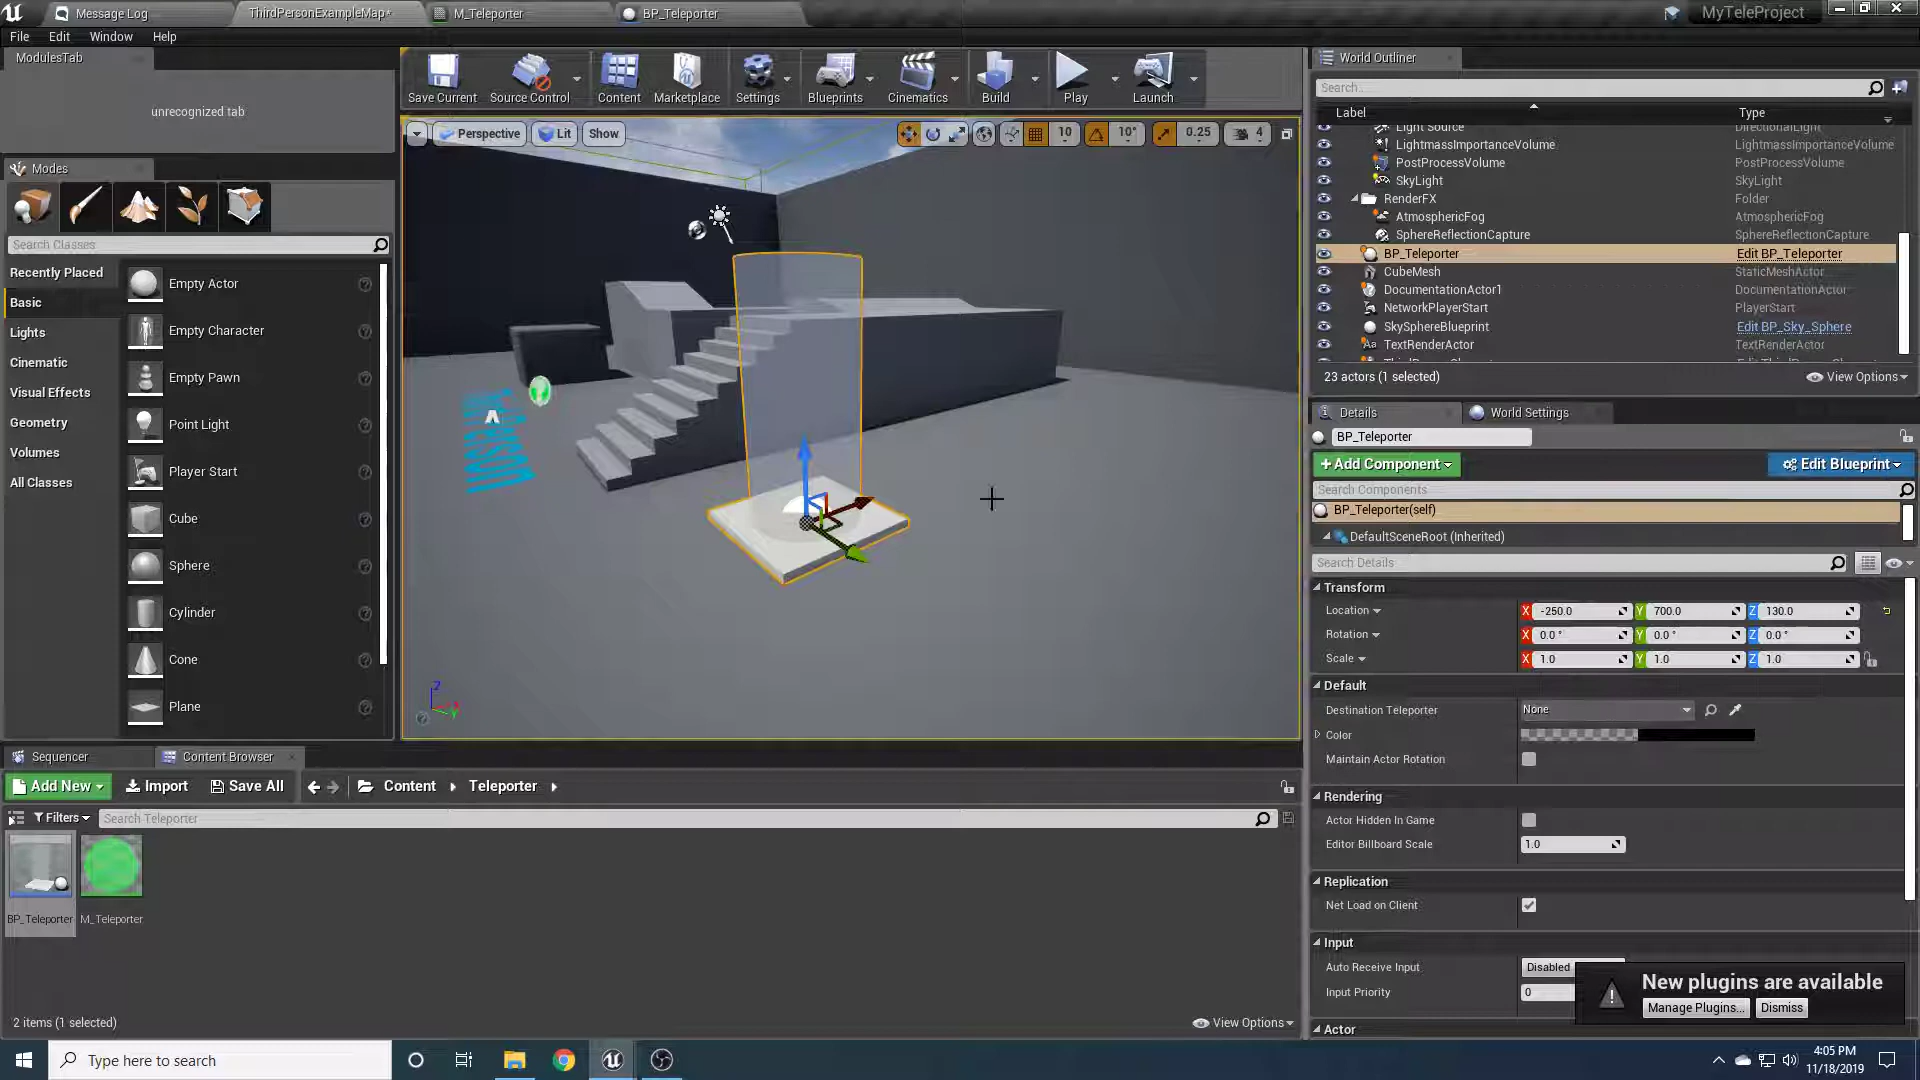 Message Log
ThirdPersonExampleMap*
M_Teleporter
BP_Teleporter
MyTeleProject
File Edit Window Help
ModulesTab
unrecognized tab
Modes
Search Classes
Recently Placed
Basic
Lights
Cinematic
Visual Effects
Geometry
Volumes
All Classes
Empty Actor
Empty Character
Empty Pawn
Point Light
Player Start
Cube
Sphere
Cylinder
Cone
Plane
Save Current
Source Control
Content
Marketplace
Settings
Blueprints
Cinematics
Build
Play
Launch
Perspective
Lit
Show
10
10°
0.25
4
World Outliner
Search...
Label Type
Light Source DirectionalLight
LightmassImportanceVolume LightmassImportanceVolume
PostProcessVolume PostProcessVolume
SkyLight SkyLight
RenderFX Folder
AtmosphericFog AtmosphericFog
SphereReflectionCapture SphereReflectionCapture
BP_Teleporter Edit BP_Teleporter
CubeMesh StaticMeshActor
DocumentationActor1 DocumentationActor
NetworkPlayerStart PlayerStart
SkySphereBlueprint Edit BP_Sky_Sphere
TextRenderActor TextRenderActor
23 actors (1 selected)
View Options
Details
World Settings
BP_Teleporter
+Add Component
Edit Blueprint
Search Components
BP_Teleporter(self)
DefaultSceneRoot (Inherited)
Search Details
Transform
Location X -250.0 Y 700.0 Z 130.0
Rotation X 0.0 ° Y 0.0 ° Z 0.0 °
Scale X 1.0 Y 1.0 Z 1.0
Default
Destination Teleporter None
Color
Maintain Actor Rotation
Rendering
Actor Hidden In Game
Editor Billboard Scale 1.0
Replication
Net Load on Client
Input
Auto Receive Input Disabled
Input Priority 0
Actor
New plugins are available
Manage Plugins... Dismiss
Sequencer
Content Browser
Add New
Import
Save All
Content
Teleporter
Filters
Search Teleporter
BP_Teleporter
M_Teleporter
2 items (1 selected)
View Options
Type here to search
4:05 PM
11/18/2019